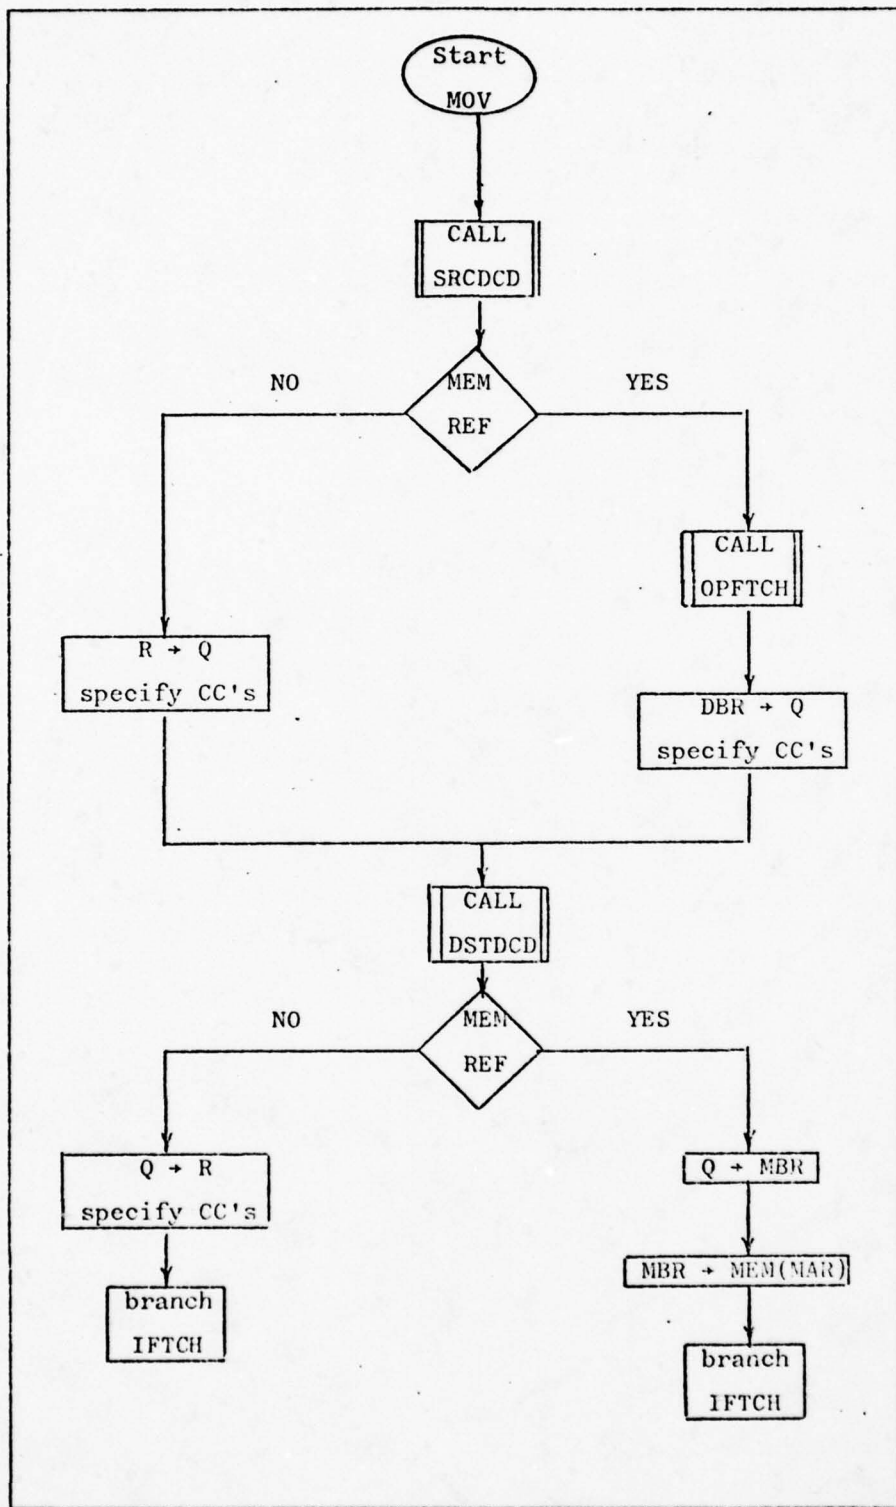 Start
MOV
CALL
SRCDCD
NO
MEM
YES
REF
CALL
OPFTCH
R → Q
specify CC's
DBR → Q
specify CC's
CALL
DSTDCD
NO
MEM
YES
REF
Q → R
specify CC's
Q → MBR
MBR → MEM(MAR)
branch
IFTCH
branch
IFTCH